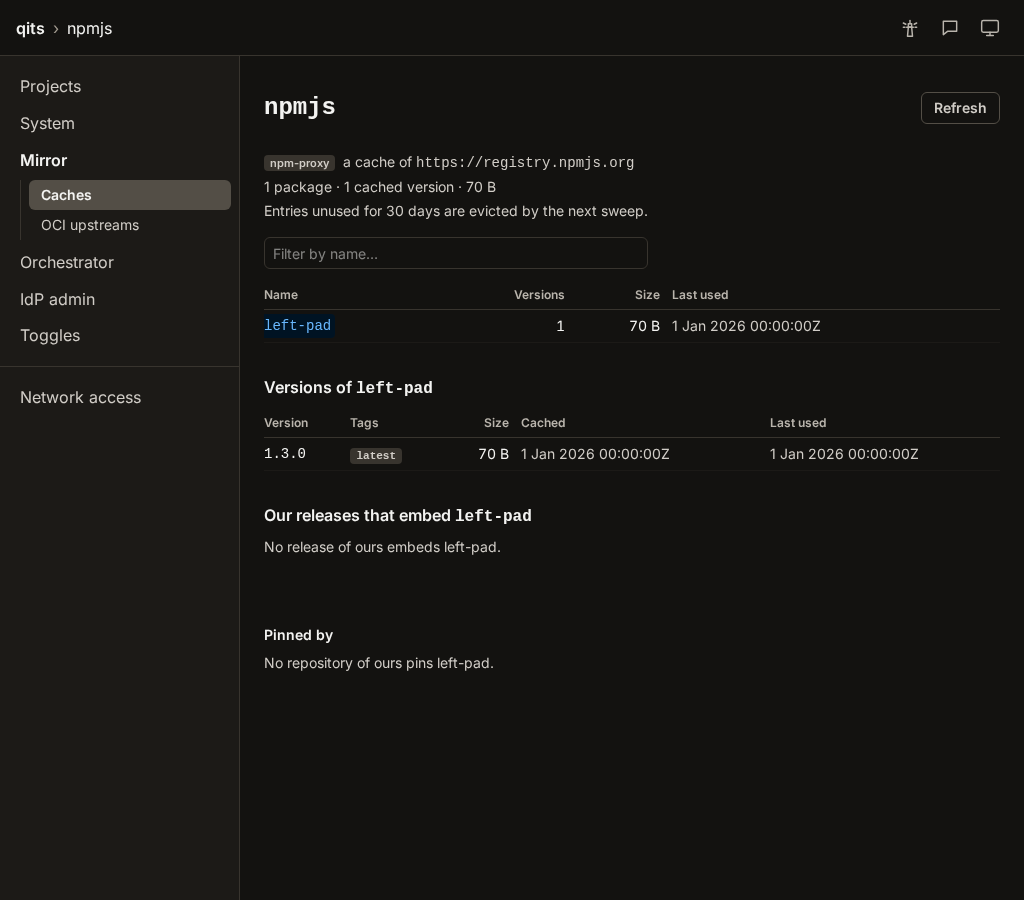 qits › npmjs
Projects
System
Mirror
Caches
OCI upstreams
Orchestrator
IdP admin
Toggles
Network access
npmjs
Refresh
npm-proxy a cache of https://registry.npmjs.org
1 package · 1 cached version · 70 B
Entries unused for 30 days are evicted by the next sweep.
Filter by name...
Name Versions Size Last used
left-pad 1 70 B 1 Jan 2026 00:00:00Z
Versions of left-pad
Version Tags Size Cached Last used
1.3.0 latest 70 B 1 Jan 2026 00:00:00Z 1 Jan 2026 00:00:00Z
Our releases that embed left-pad
No release of ours embeds left-pad.
Pinned by
No repository of ours pins left-pad.